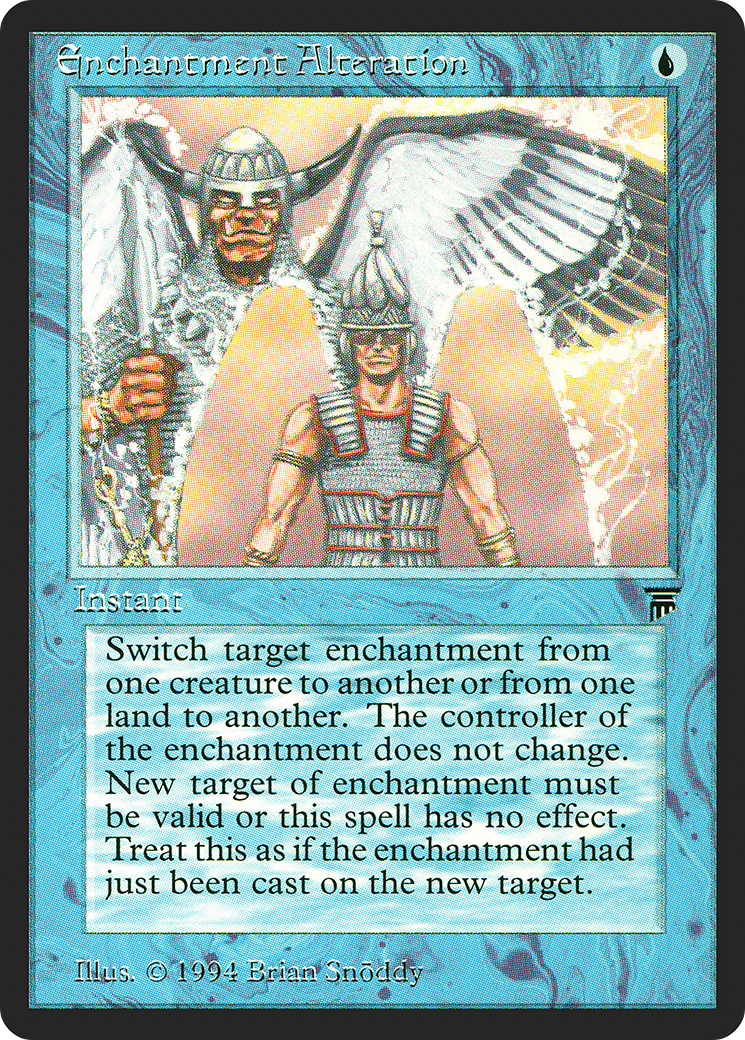 Enchantment Alteration
Instant
Switch target enchantment from
one creature to another or from one
land to another. The controller of
the enchantment does not change.
New target of enchantment must
be valid or this spell has no effect.
Treat this as if the enchantment had
just been cast on the new target.
Illus. © 1994 Brian Snōddy